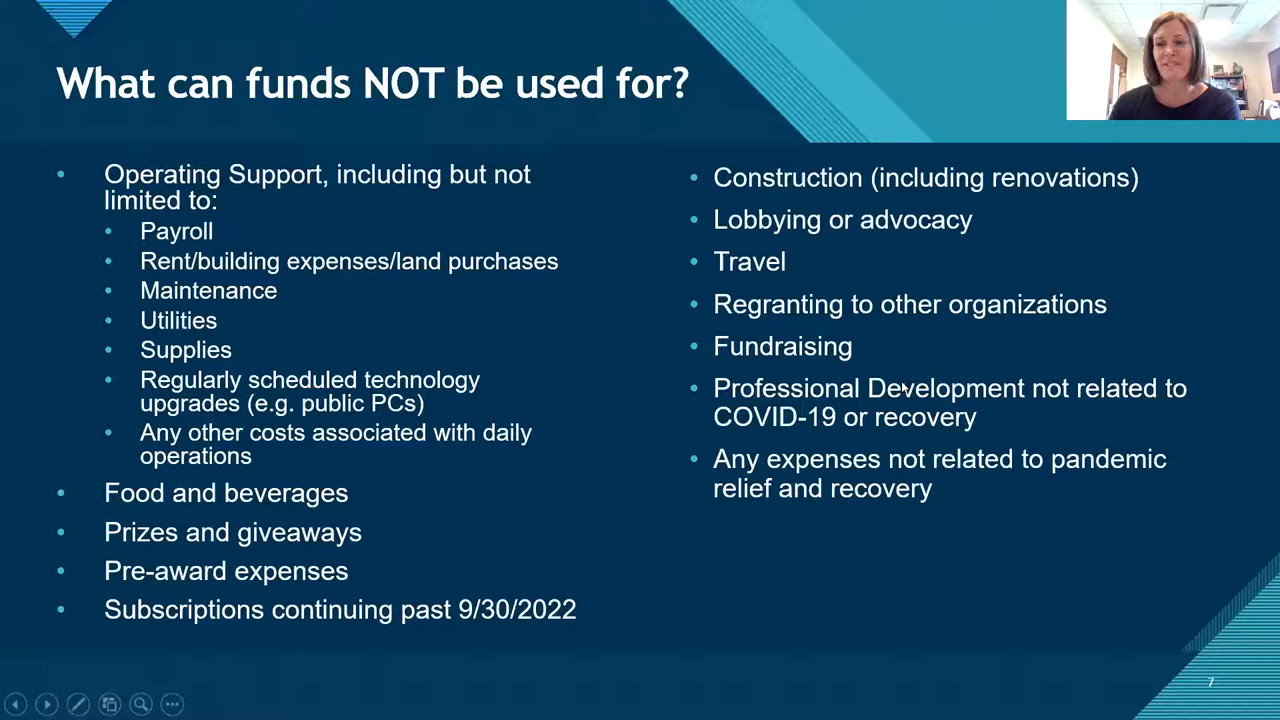 What can funds NOT be used for?
Operating Support, including but not
limited to:
Payroll
Rent/building expenses/land purchases
Maintenance
Utilities
Supplies
Regularly scheduled technology
upgrades (e.g. public PCs)
Any other costs associated with daily
operations
Food and beverages
Prizes and giveaways
Pre-award expenses
Subscriptions continuing past 9/30/2022
Construction (including renovations)
Lobbying or advocacy
Travel
Regranting to other organizations
Fundraising
Professional Development not related to
COVID-19 or recovery
Any expenses not related to pandemic
relief and recovery
7